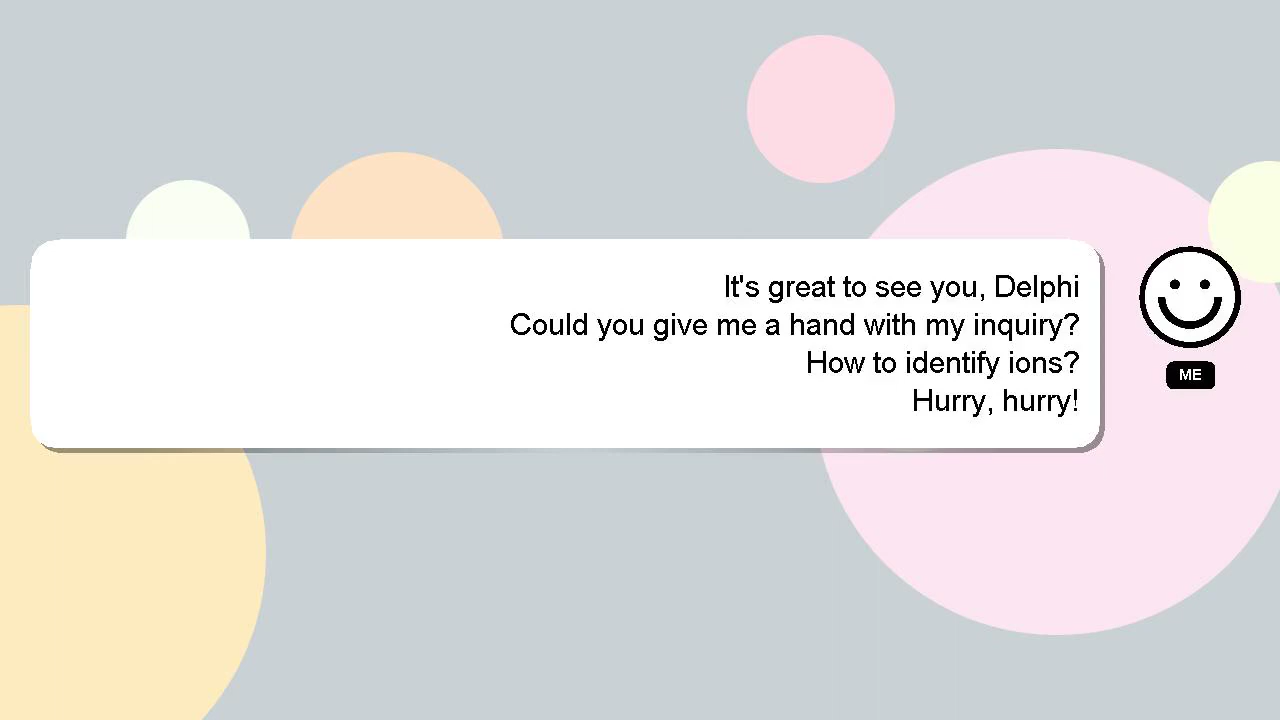 It's great to see you, Delphi
Could you give me a hand with my inquiry?
How to identify ions?
Hurry, hurry!
ME